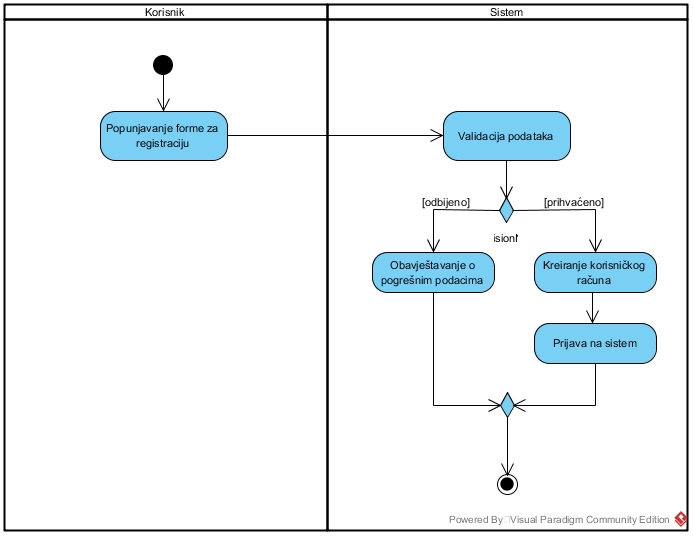 Korisnik
Sistem
Popunjavanje forme za
registraciju
Validacija podataka
[odbijeno]
[prihvaćeno]
Obavještavanje o
pogrešnim podacima
Kreiranje korisničkog
računa
Prijava na sistem
Powered By Visual Paradigm Community Edition